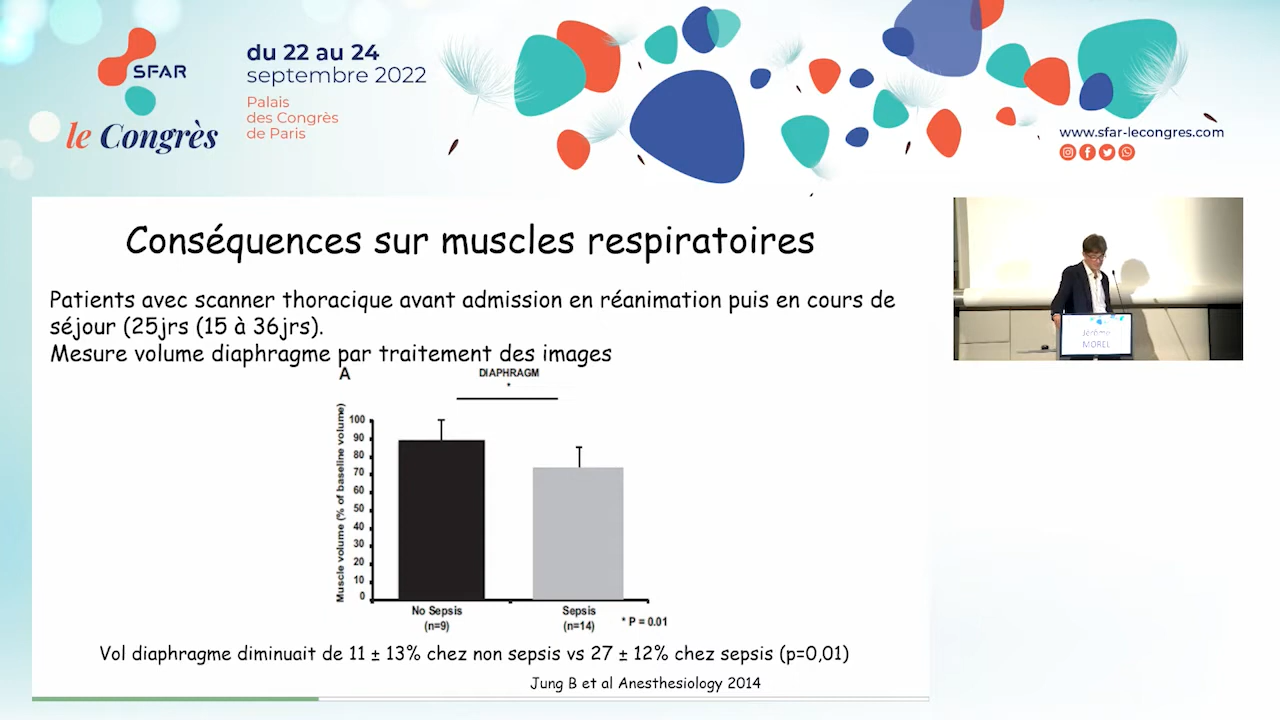 SFAR
le Congrès
du 22 au 24
septembre 2022
Palais
des Congrès
de Paris
www.sfar-lecongres.com
Conséquences sur muscles respiratoires
Patients avec scanner thoracique avant admission en réanimation puis en cours de
séjour (25jrs (15 à 36jrs).
Mesure volume diaphragme par traitement des images
A
DIAPHRAGM
*
Muscle volume (% of baseline volume)
100
90
80
70
60
50
40
30
20
10
0
No Sepsis
(n=9)
Sepsis
(n=14)
* P = 0.01
Vol diaphragme diminuait de 11 ± 13% chez non sepsis vs 27 ± 12% chez sepsis (p=0,01)
Jung B et al Anesthesiology 2014
Jérôme
MOREL